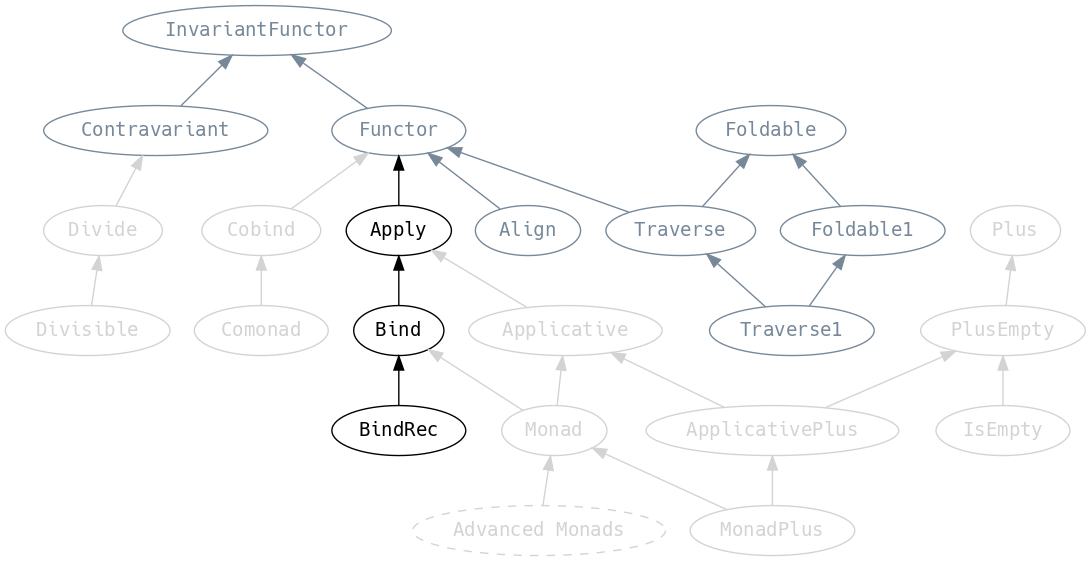 InvariantFunctor
Contravariant
Functor
Foldable
Divide
Cobind
Apply
Align
Traverse
Foldable1
Plus
Divisible
Comonad
Bind
Applicative
Traverse1
PlusEmpty
BindRec
Monad
ApplicativePlus
IsEmpty
Advanced Monads
MonadPlus